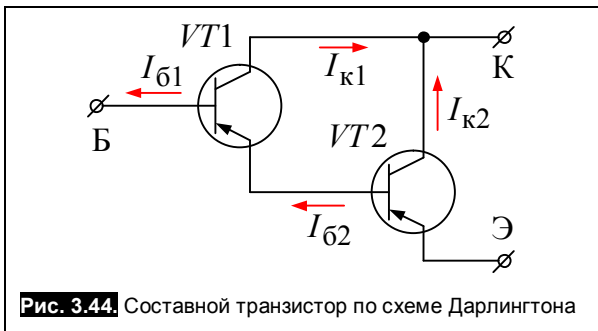 VT1
Iк1
К
Iб1
Iк2
Б
VT2
Iб2
Э
Рис. 3.44. Составной транзистор по схеме Дарлингтона